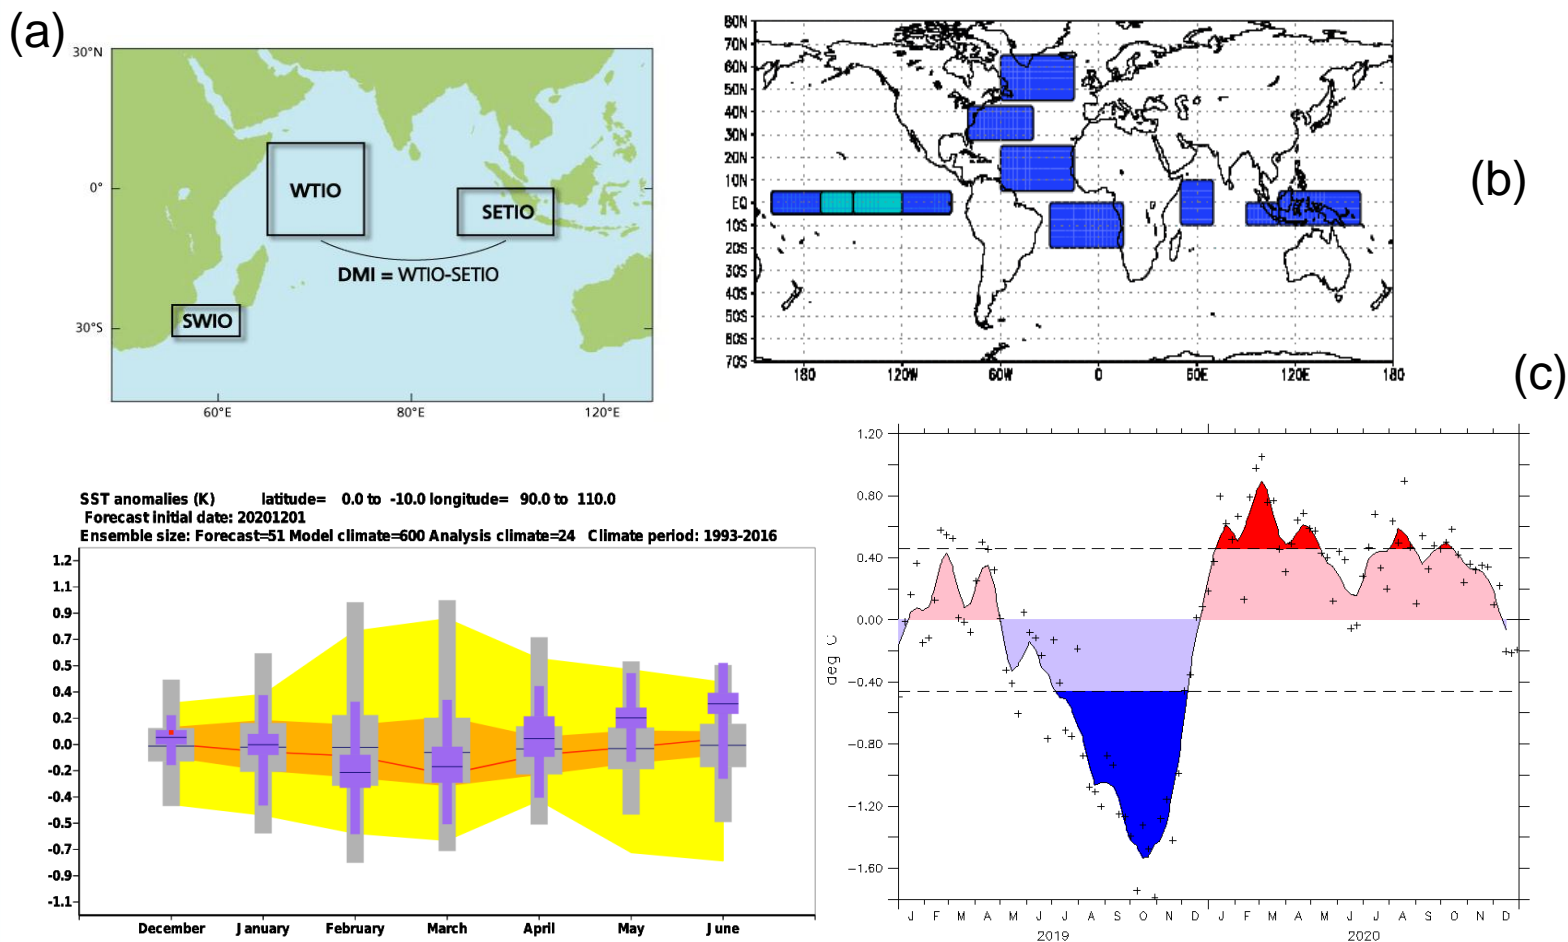 (a)
30°N
0°
30°S
WTIO
SETIO
DMI = WTIO-SETIO
SWIO
60°E
80°E
120°E
80N
70N
60N
50N
40N
30N
20N
10N
EQ
10S
20S
30S
40S
50S
60S
70S
180
120W
60W
0
60E
120E
180
(b)
(c)
SST anomalies (K) latitude= 0.0 to -10.0 longitude= 90.0 to 110.0
Forecast initial date: 20201201
Ensemble size: Forecast=51 Model climate=600 Analysis climate=24 Climate period: 1993-2016
1.2
1.1
0.9
0.7
0.5
0.4
0.2
0.0
-0.2
-0.4
-0.5
-0.7
-0.9
-1.1
December January February March April May June
1.20
0.80
0.40
0.00
-0.40
-0.80
-1.20
-1.60
deg C
J F M A M J J A S O N D J F M A M J J A S O N D
2019 2020